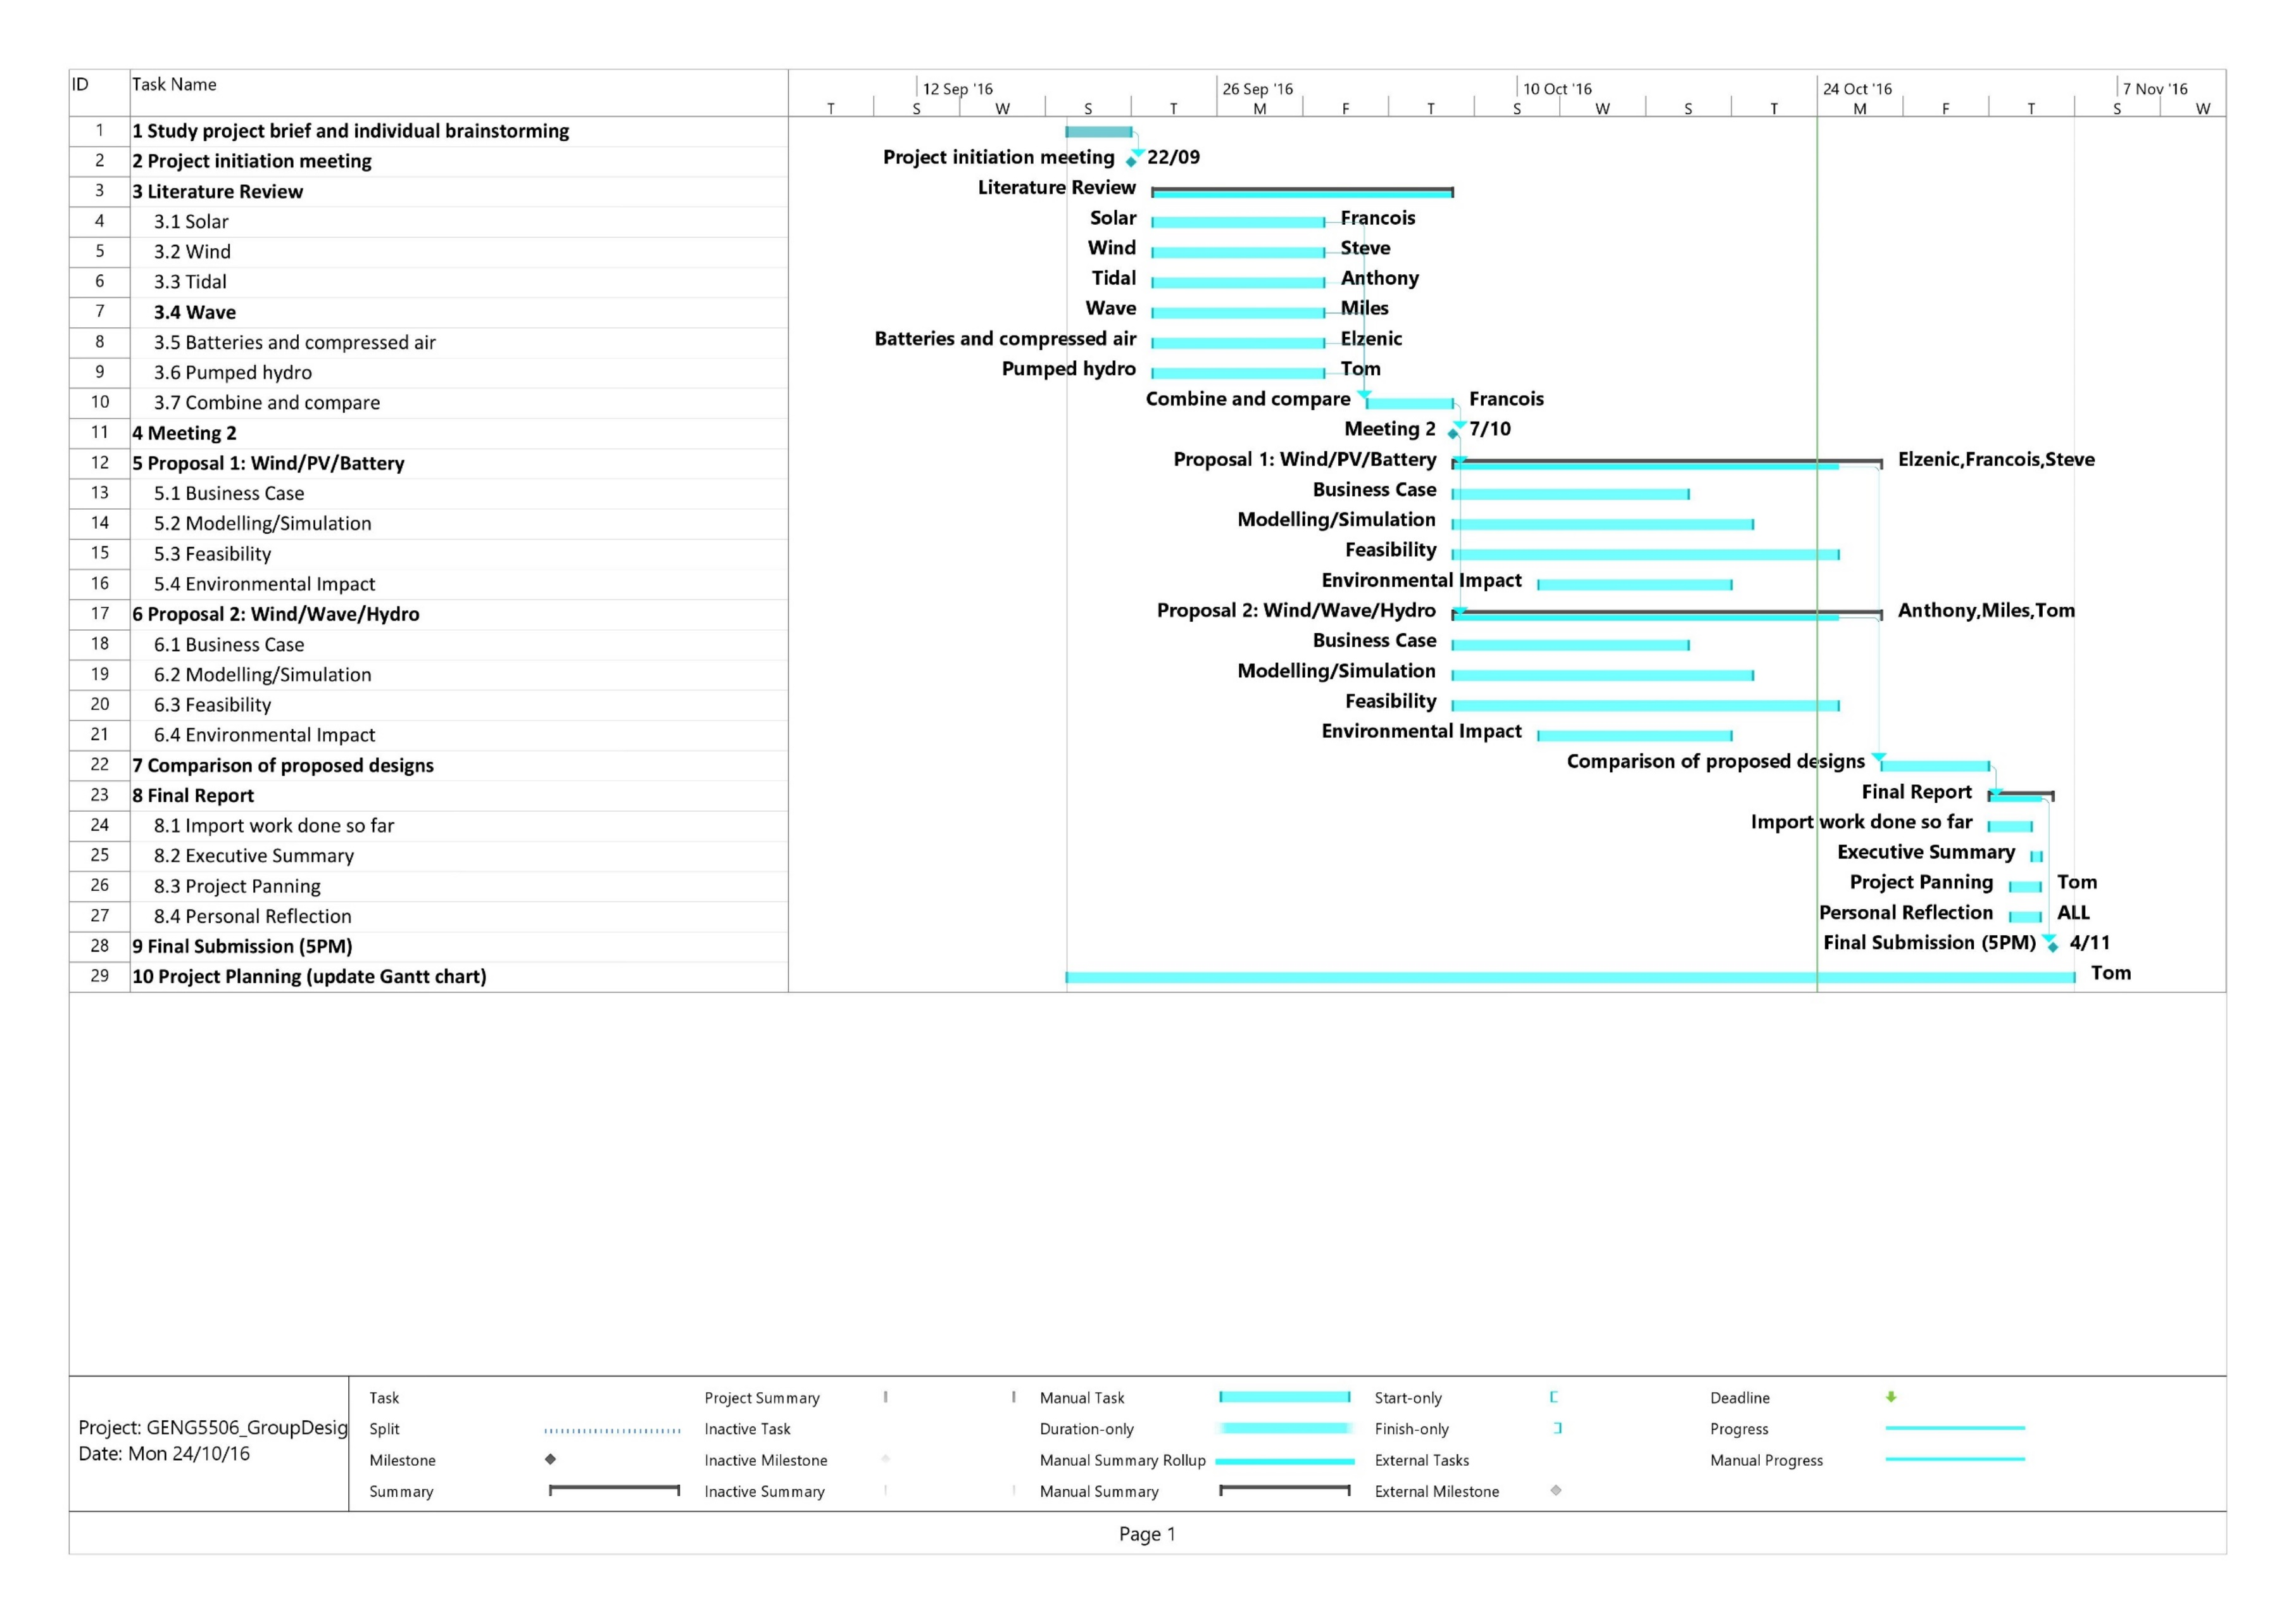 ID Task Name 12 Sep '16 26 Sep '16 10 Oct '16 24 Oct '16 7 Nov '16
T S W S T M F T S W S T M F T S W
1 1 Study project brief and individual brainstorming
2 2 Project initiation meeting Project initiation meeting 22/09
3 3 Literature Review Literature Review
4 3.1 Solar Solar Francois
5 3.2 Wind Wind Steve
6 3.3 Tidal Tidal Anthony
7 3.4 Wave Wave Miles
8 3.5 Batteries and compressed air Batteries and compressed air Elzenic
9 3.6 Pumped hydro Pumped hydro Tom
10 3.7 Combine and compare Combine and compare Francois
11 4 Meeting 2 Meeting 2 7/10
12 5 Proposal 1: Wind/PV/Battery Proposal 1: Wind/PV/Battery Elzenic,Francois,Steve
13 5.1 Business Case Business Case
14 5.2 Modelling/Simulation Modelling/Simulation
15 5.3 Feasibility Feasibility
16 5.4 Environmental Impact Environmental Impact
17 6 Proposal 2: Wind/Wave/Hydro Proposal 2: Wind/Wave/Hydro Anthony,Miles,Tom
18 6.1 Business Case Business Case
19 6.2 Modelling/Simulation Modelling/Simulation
20 6.3 Feasibility Feasibility
21 6.4 Environmental Impact Environmental Impact
22 7 Comparison of proposed designs Comparison of proposed designs
23 8 Final Report Final Report
24 8.1 Import work done so far Import work done so far
25 8.2 Executive Summary Executive Summary
26 8.3 Project Panning Project Panning Tom
27 8.4 Personal Reflection Personal Reflection ALL
28 9 Final Submission (5PM) Final Submission (5PM) 4/11
29 10 Project Planning (update Gantt chart) Tom
Project: GENG5506_GroupDesig
Date: Mon 24/10/16
Task Project Summary Manual Task Start-only Deadline
Split Inactive Task Duration-only Finish-only Progress
Milestone Inactive Milestone Manual Summary Rollup External Tasks Manual Progress
Summary Inactive Summary Manual Summary External Milestone
Page 1